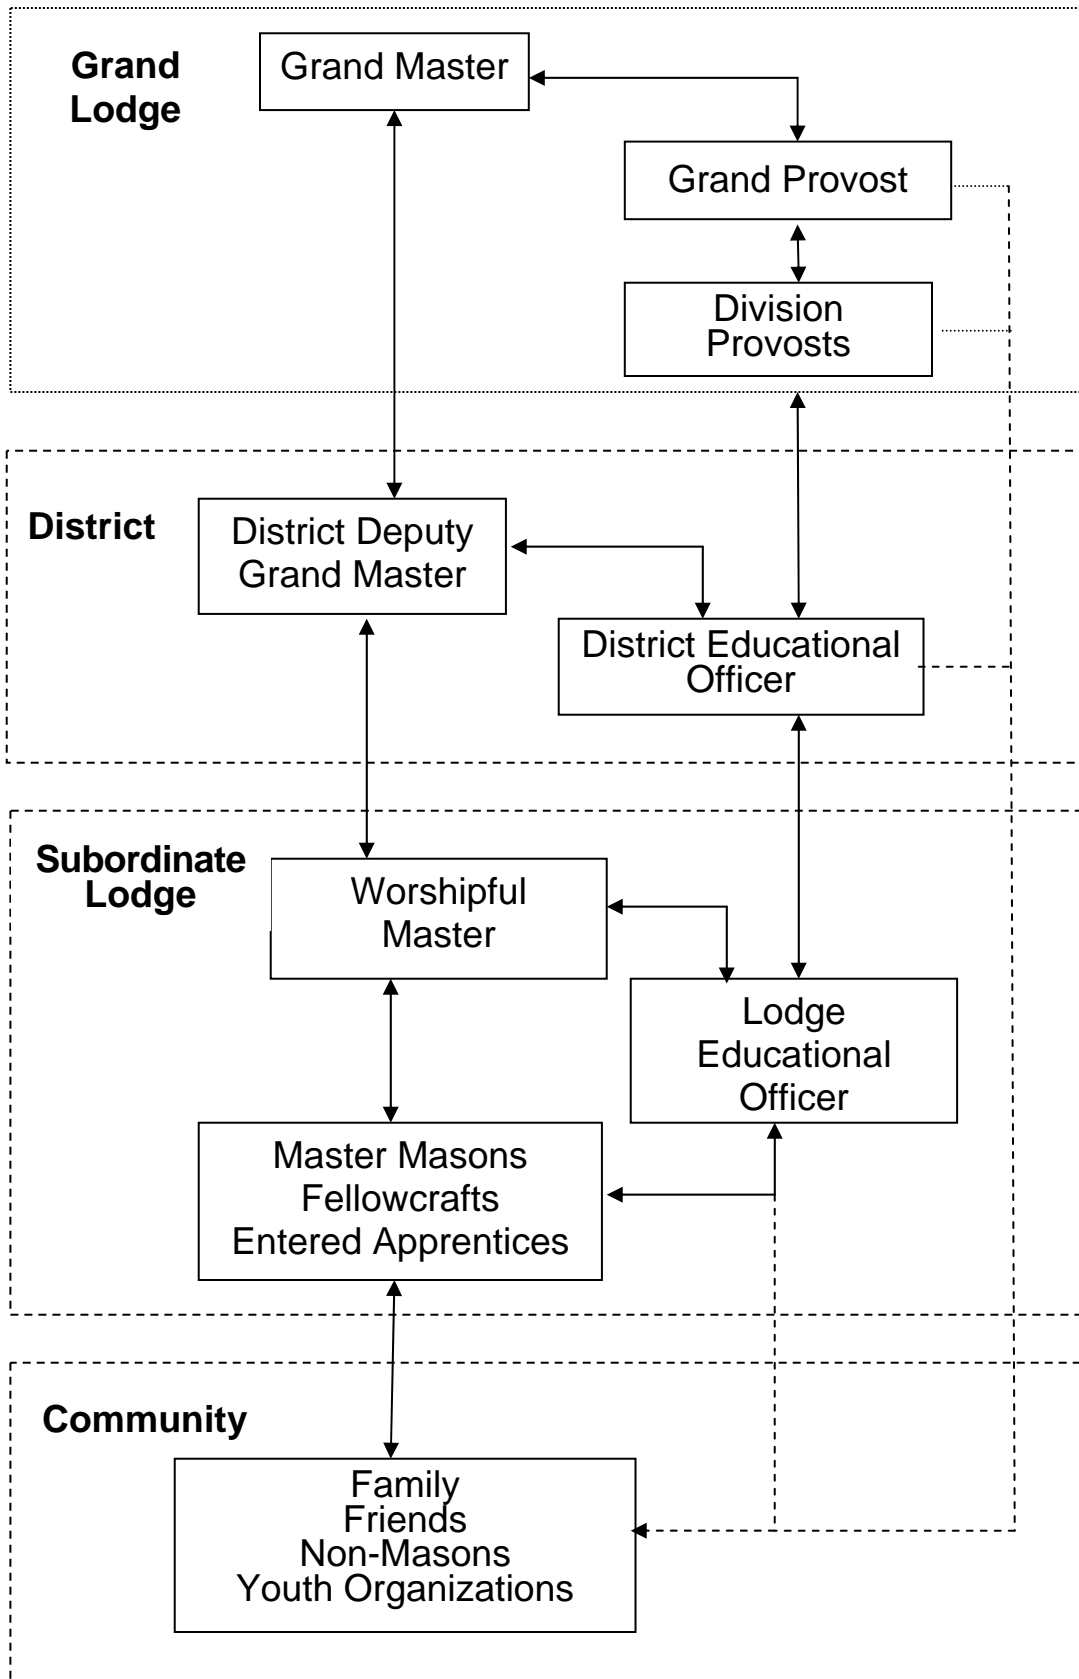 Grand
Lodge
Grand Master
Grand Provost
Division
Provosts
District
District Deputy
Grand Master
District Educational
Officer
Subordinate
Lodge
Worshipful
Master
Lodge
Educational
Officer
Master Masons
Fellowcrafts
Entered Apprentices
Community
Family
Friends
Non-Masons
Youth Organizations